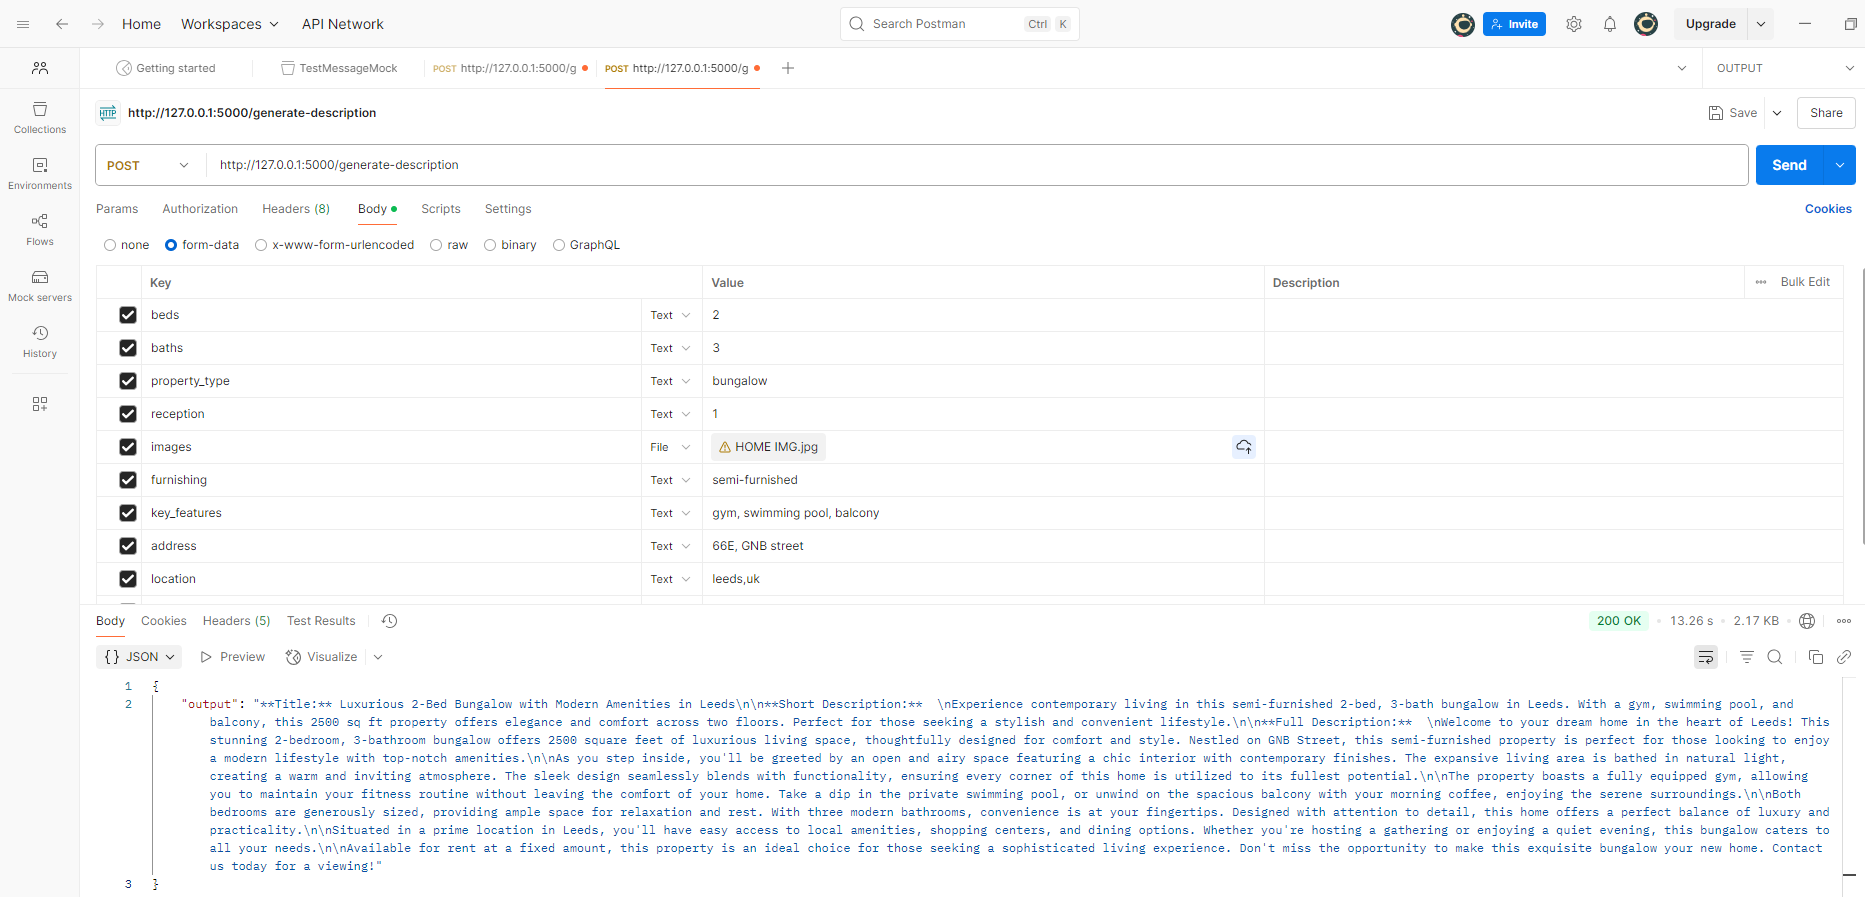 Home Workspaces API Network Search Postman Ctrl K Invite Upgrade
Getting started TestMessageMock POST http://127.0.0.1:5000/g POST http://127.0.0.1:5000/g OUTPUT
HTTP http://127.0.0.1:5000/generate-description Save Share
Collections
Environments
Flows
Mock servers
History
POST http://127.0.0.1:5000/generate-description Send
Params Authorization Headers (8) Body Scripts Settings Cookies
none form-data x-www-form-urlencoded raw binary GraphQL
Key Value Description Bulk Edit
beds Text 2
baths Text 3
property_type Text bungalow
reception Text 1
images File HOME IMG.jpg
furnishing Text semi-furnished
key_features Text gym, swimming pool, balcony
address Text 66E, GNB street
location Text leeds,uk
Body Cookies Headers (5) Test Results 200 OK 13.26 s 2.17 KB
{} JSON Preview Visualize
1 {
2 "output": "**Title:** Luxurious 2-Bed Bungalow with Modern Amenities in Leeds\n\n**Short Description:**  \nExperience contemporary living in this semi-furnished 2-bed, 3-bath bungalow in Leeds. With a gym, swimming pool, and
balcony, this 2500 sq ft property offers elegance and comfort across two floors. Perfect for those seeking a stylish and convenient lifestyle.\n\n**Full Description:**  \nWelcome to your dream home in the heart of Leeds! This
stunning 2-bedroom, 3-bathroom bungalow offers 2500 square feet of luxurious living space, thoughtfully designed for comfort and style. Nestled on GNB Street, this semi-furnished property is perfect for those looking to enjoy
a modern lifestyle with top-notch amenities.\n\nAs you step inside, you'll be greeted by an open and airy space featuring a chic interior with contemporary finishes. The expansive living area is bathed in natural light,
creating a warm and inviting atmosphere. The sleek design seamlessly blends with functionality, ensuring every corner of this home is utilized to its fullest potential.\n\nThe property boasts a fully equipped gym, allowing
you to maintain your fitness routine without leaving the comfort of your home. Take a dip in the private swimming pool, or unwind on the spacious balcony with your morning coffee, enjoying the serene surroundings.\n\nBoth
bedrooms are generously sized, providing ample space for relaxation and rest. With three modern bathrooms, convenience is at your fingertips. Designed with attention to detail, this home offers a perfect balance of luxury and
practicality.\n\nSituated in a prime location in Leeds, you'll have easy access to local amenities, shopping centers, and dining options. Whether you're hosting a gathering or enjoying a quiet evening, this bungalow caters to
all your needs.\n\nAvailable for rent at a fixed amount, this property is an ideal choice for those seeking a sophisticated living experience. Don't miss the opportunity to make this exquisite bungalow your new home. Contact
us today for a viewing!"
3 }